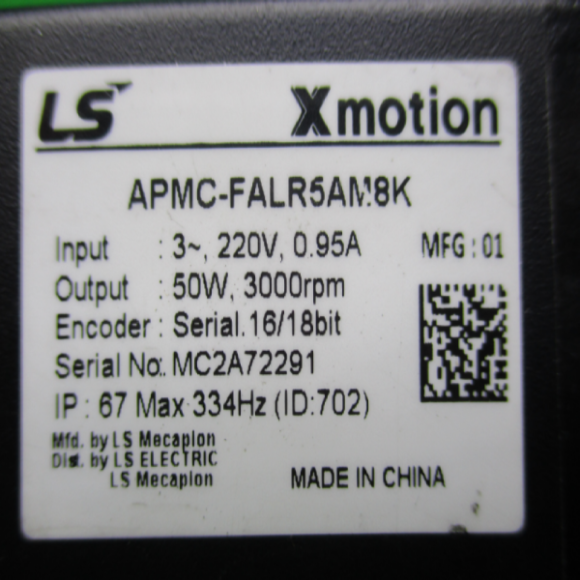 LS Xmotion
APMC-FALR5AM8K
Input : 3~, 220V, 0.95A MFG : 01
Output : 50W, 3000rpm
Encoder : Serial.16/18bit
Serial No.: MC2A72291
IP : 67 Max 334Hz (ID:702)
Mfd. by LS Mecapion
Dist. by LS ELECTRIC
LS Mecapion
MADE IN CHINA